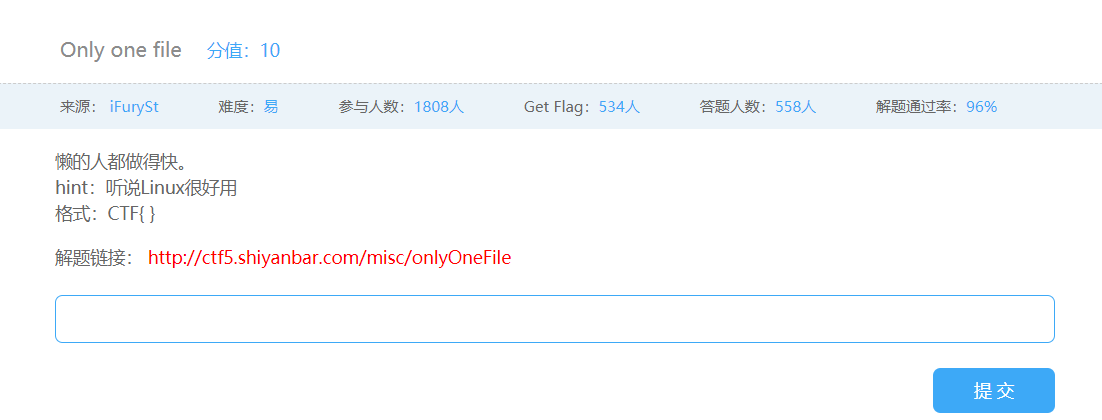 Only one file 分值：10
来源： iFurySt 难度：易 参与人数：1808人 Get Flag：534人 答题人数：558人 解题通过率：96%
懒的人都做得快。
hint：听说Linux很好用
格式：CTF{ }
解题链接： http://ctf5.shiyanbar.com/misc/onlyOneFile
提 交